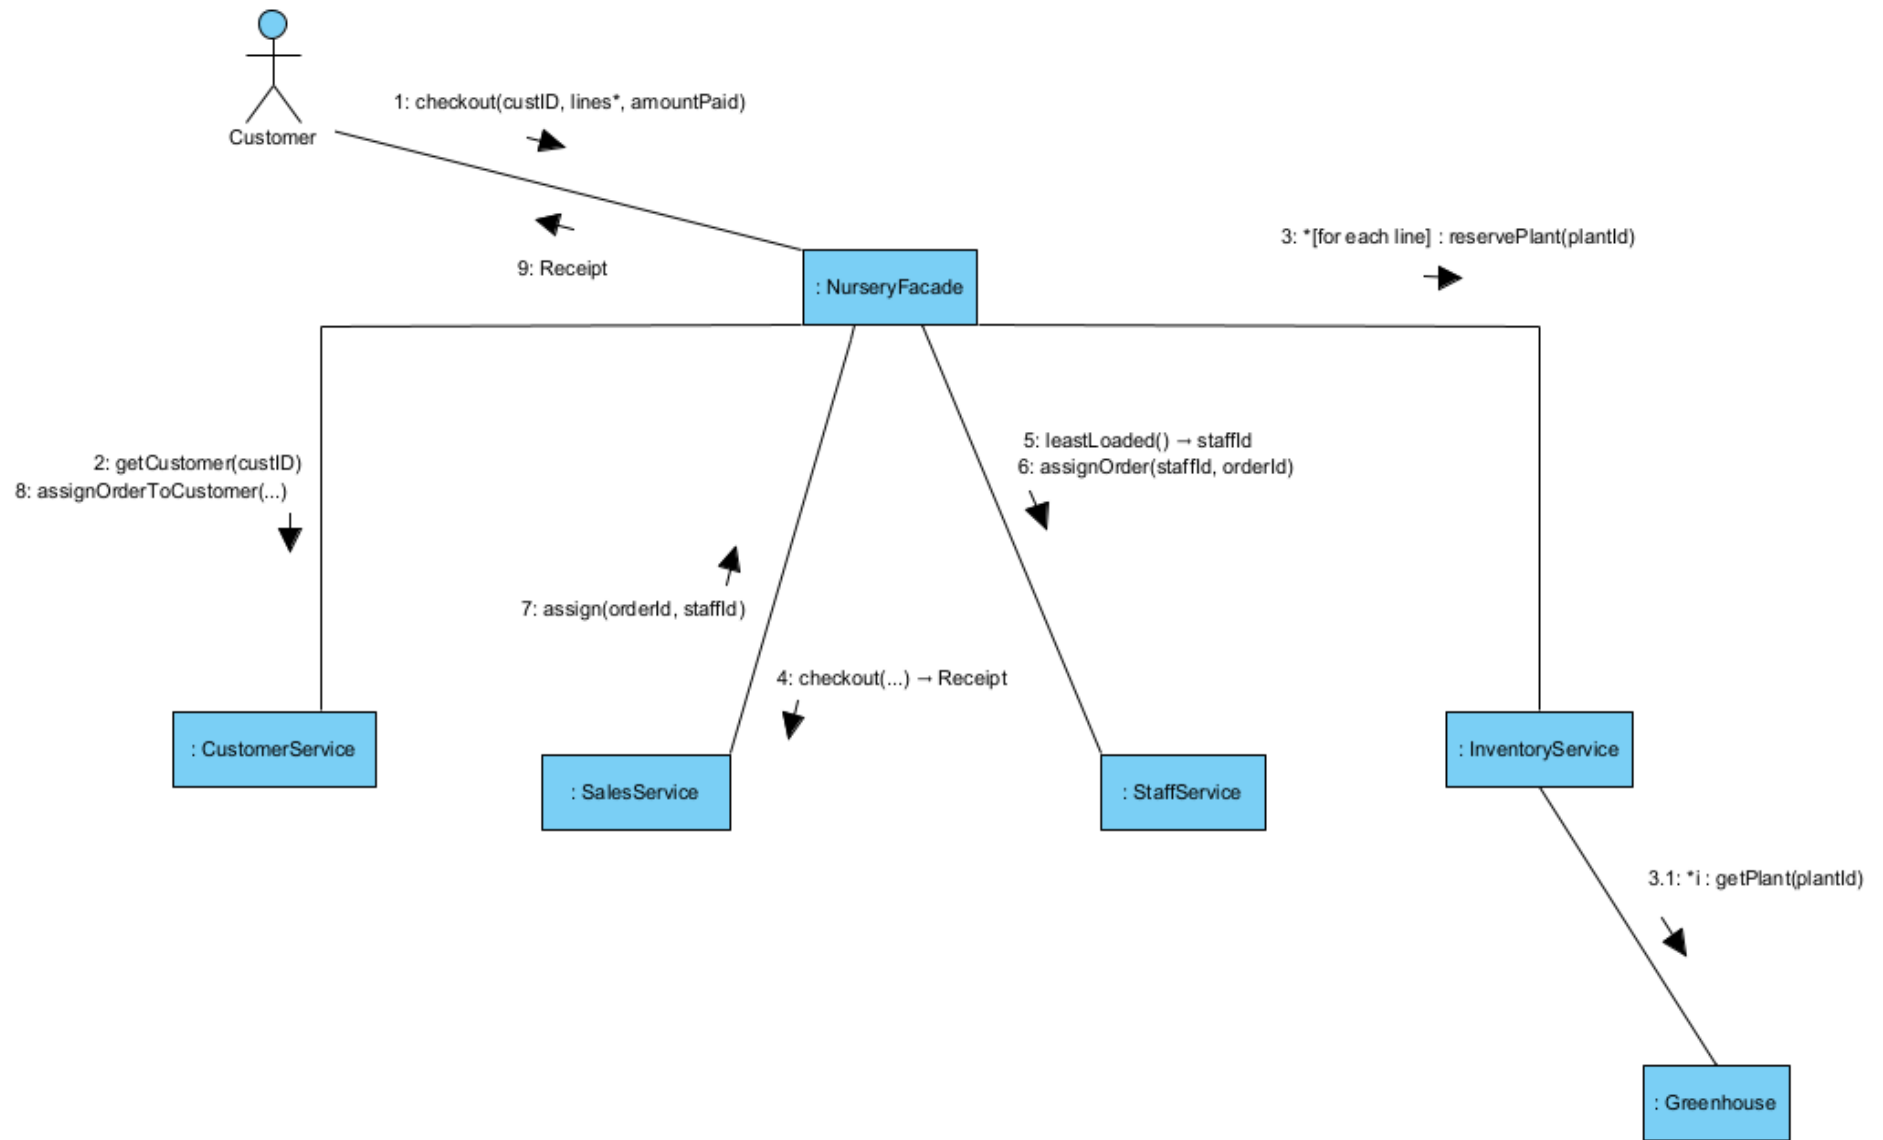 1: checkout(custID, lines*, amountPaid)
Customer
3: *[for each line] : reservePlant(plantId)
9: Receipt
: NurseryFacade
5: leastLoaded() → staffId
6: assignOrder(staffId, orderId)
2: getCustomer(custID)
8: assignOrderToCustomer(...)
7: assign(orderId, staffId)
4: checkout(...) → Receipt
: CustomerService
: SalesService
: StaffService
: InventoryService
3.1: *i : getPlant(plantId)
: Greenhouse